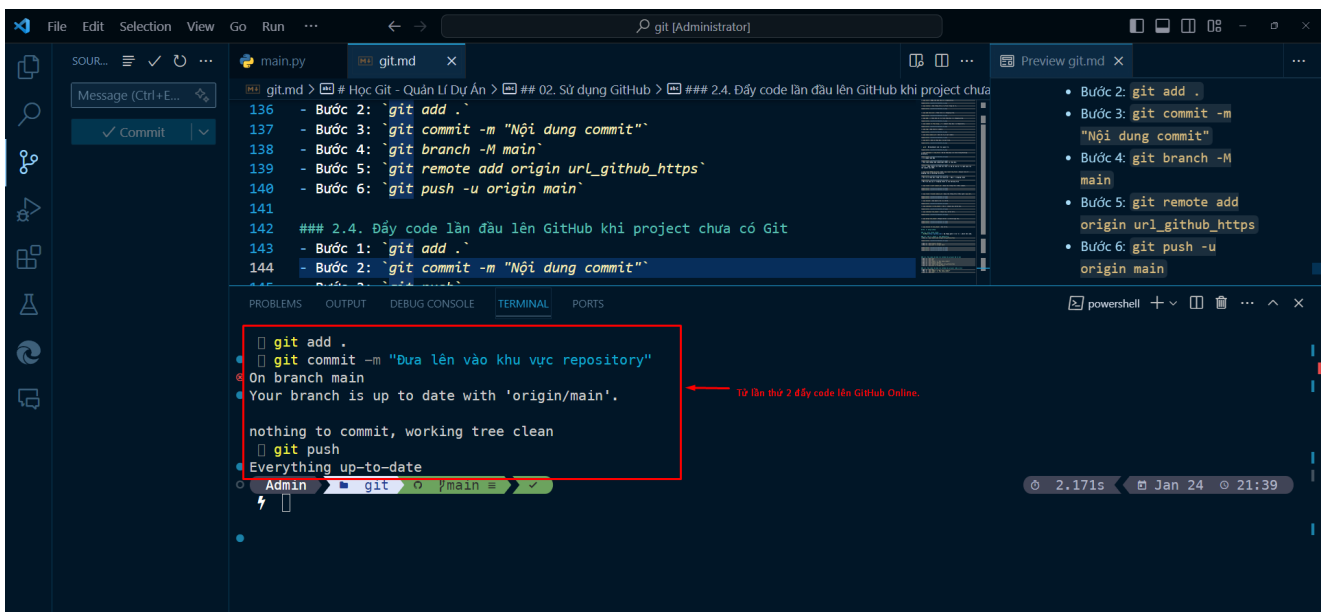 File Edit Selection View Go Run ··· git [Administrator]
SOUR...
Message (Ctrl+E...
Commit
main.py
git.md
Preview git.md
git.md > # Học Git - Quản Lí Dự Án > ## 02. Sử dụng GitHub > ### 2.4. Đẩy code lần đầu lên GitHub khi project chưa
136 - Bước 2: `git add .`
137 - Bước 3: `git commit -m "Nội dung commit"`
138 - Bước 4: `git branch -M main`
139 - Bước 5: `git remote add origin url_github_https`
140 - Bước 6: `git push -u origin main`
141
142 ### 2.4. Đẩy code lần đầu lên GitHub khi project chưa có Git
143 - Bước 1: `git add .`
144 - Bước 2: `git commit -m "Nội dung commit"`
145 - Bước 3: `git push`
• Bước 2: git add .
• Bước 3: git commit -m
"Nội dung commit"
• Bước 4: git branch -M
main
• Bước 5: git remote add
origin url_github_https
• Bước 6: git push -u
origin main
PROBLEMS OUTPUT DEBUG CONSOLE TERMINAL PORTS
powershell
git add .
git commit -m "Đưa lên vào khu vực repository"
On branch main
Your branch is up to date with 'origin/main'.
nothing to commit, working tree clean
git push
Everything up-to-date
Từ lần thứ 2 đẩy code lên GitHub Online.
Admin git main ≡ ✓
2.171s Jan 24 21:39